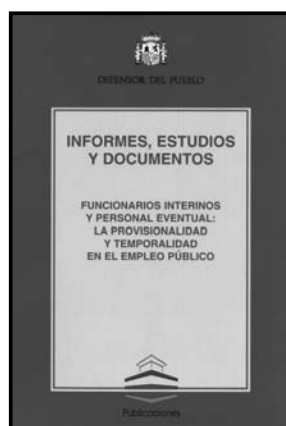 DEFENSOR DEL PUEBLO
INFORMES, ESTUDIOS
Y DOCUMENTOS
FUNCIONARIOS INTERINOS
Y PERSONAL EVENTUAL:
LA PROVISIONALIDAD
Y TEMPORALIDAD
EN EL EMPLEO PÚBLICO
Publicaciones